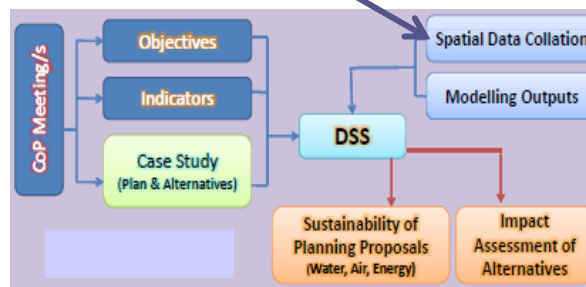 CoP Meeting/s
Objectives
Indicators
Case Study
(Plan & Alternatives)
DSS
Spatial Data Collation
Modelling Outputs
Sustainability of
Planning Proposals
(Water, Air, Energy)
Impact
Assessment of
Alternatives